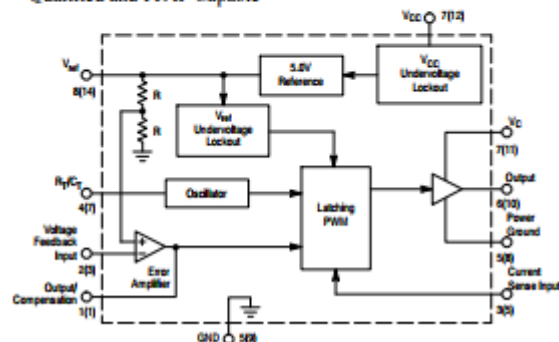 VCC 7(12)
Vref
8(14)
5.0V
Reference
VCC
Undervoltage
Lockout
R
R
Vref
Undervoltage
Lockout
VC
7(11)
RT/CT
4(7)
Oscillator
Latching
PWM
Output
6(10)
Power
Ground
5(8)
Voltage
Feedback
Input
2(3)
+
-
Error
Amplifier
Output/
Compensation
1(1)
Current
Sense Input
3(5)
GND 5(9)